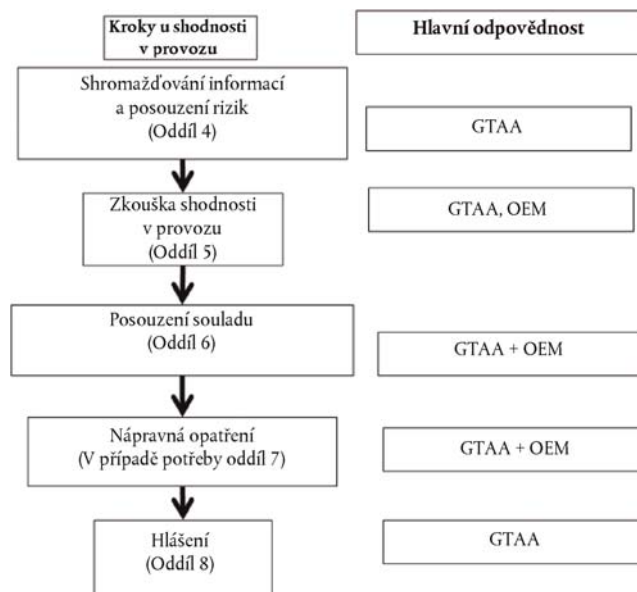 Kroky u shodnosti
v provozu
Hlavní odpovědnost
Shromažďování informací
a posouzení rizik
(Oddíl 4)
GTAA
Zkouška shodnosti
v provozu
(Oddíl 5)
GTAA, OEM
Posouzení souladu
(Oddíl 6)
GTAA + OEM
Nápravná opatření
(V případě potřeby oddíl 7)
GTAA + OEM
Hlášení
(Oddíl 8)
GTAA